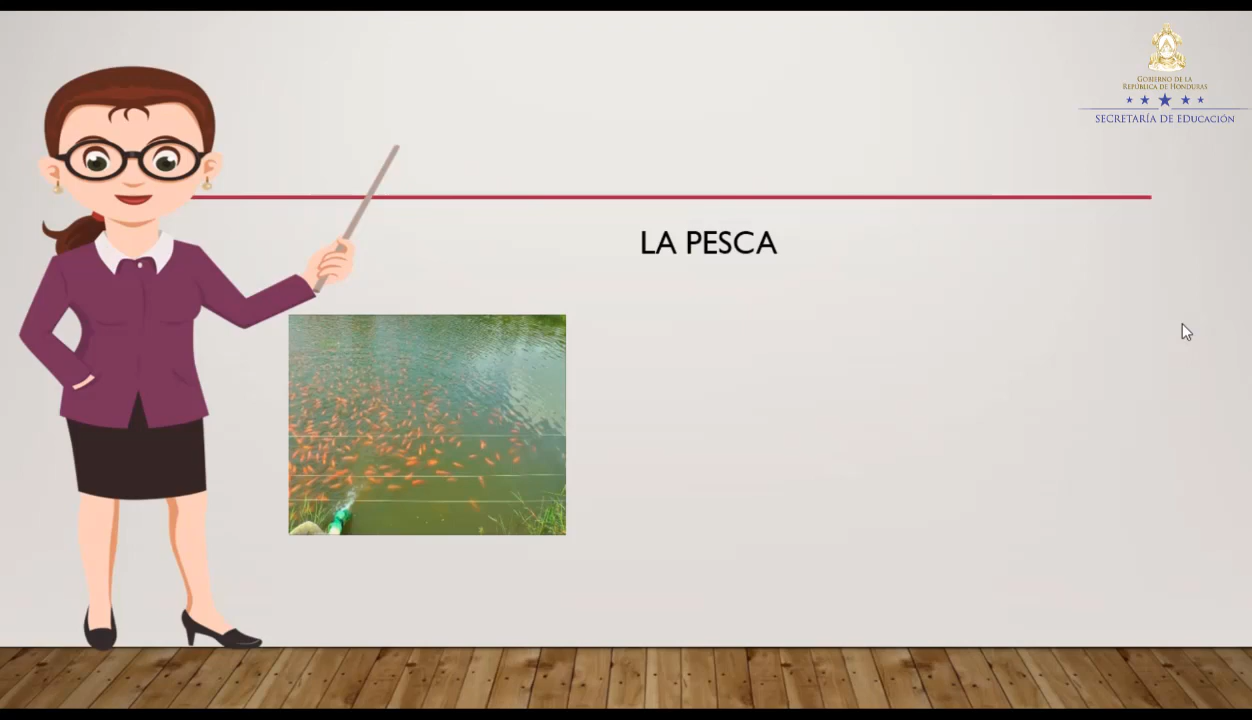 GOBIERNO DE LA
REPÚBLICA DE HONDURAS
SECRETARÍA DE EDUCACIÓN
LA PESCA